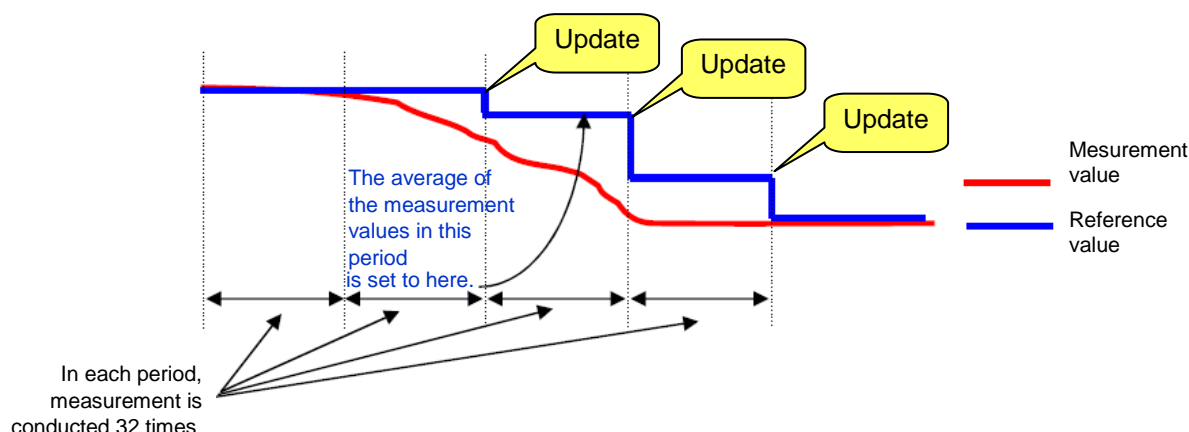 Update
Update
Update
Mesurement
value
Reference
value
The average of
the measurement
values in this
period
is set to here.
In each period,
measurement is
conducted 32 times